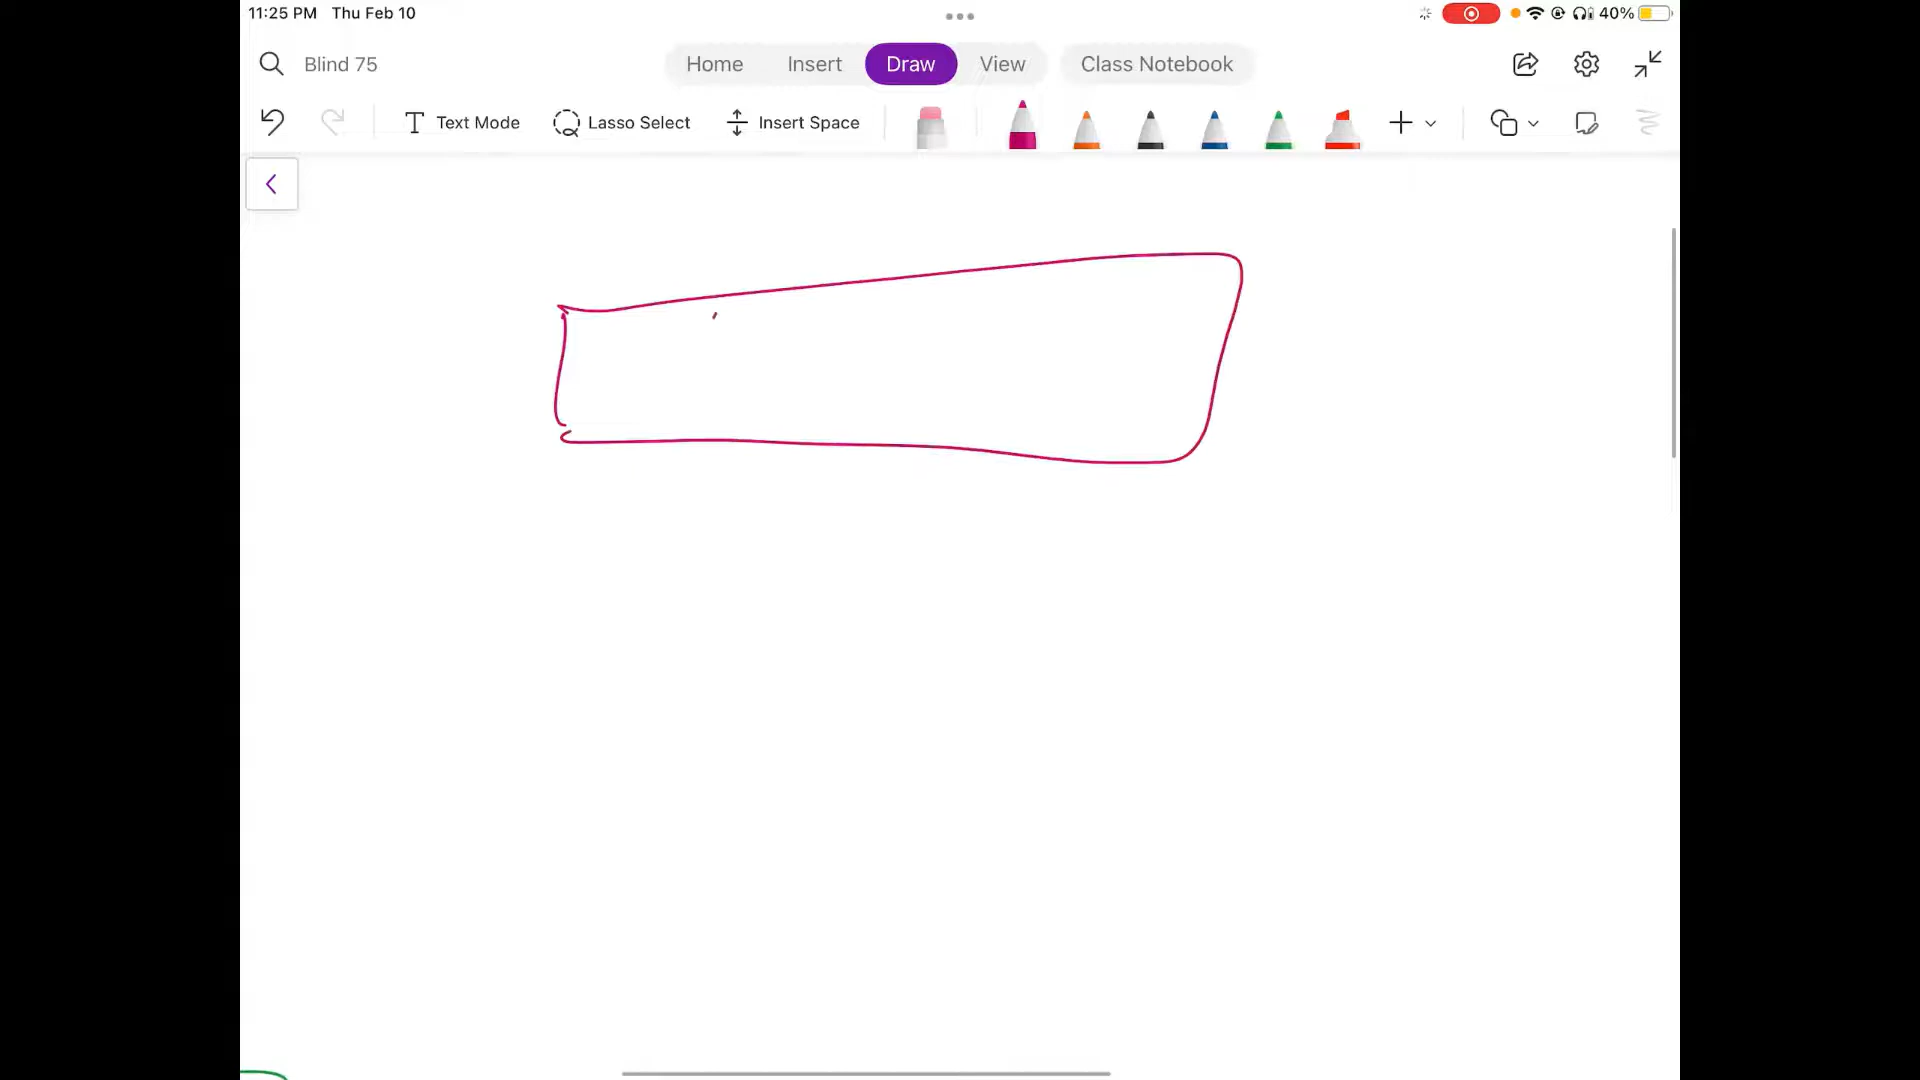 11:25 PM Thu Feb 10 40%
Blind 75 Home Insert Draw View Class Notebook
Text Mode Lasso Select Insert Space